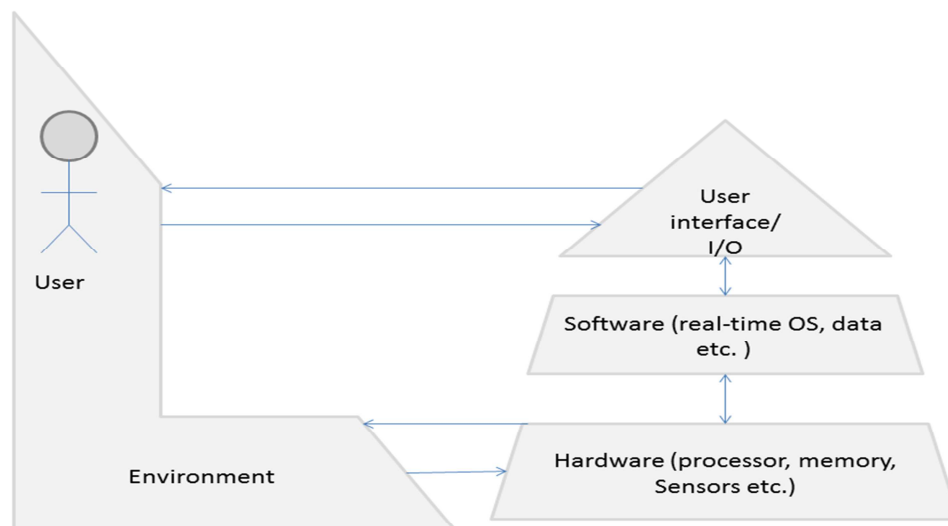 User
interface/
I/O
User
Software (real-time OS, data
etc. )
Environment
Hardware (processor, memory,
Sensors etc.)